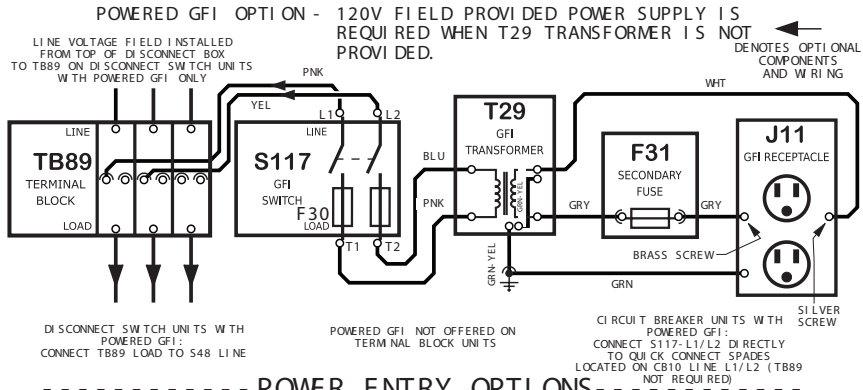 POWERED GFI OPTION - 120V FIELD PROVIDED POWER SUPPLY IS
REQUIRED WHEN T29 TRANSFORMER IS NOT
PROVIDED.
DENOTES OPTIONAL
COMPONENTS
AND WIRING
LINE VOLTAGE FIELD INSTALLED
FROM TOP OF DISCONNECT BOX
TO TB89 ON DISCONNECT SWITCH UNITS
WITH POWERED GFI ONLY
PNK
YEL
WHT
L1
L2
LINE
TB89
TERMINAL
BLOCK
LOAD
LINE
S117
GFI
SWITCH
F30
LOAD
T1
T2
BLU
PNK
T29
GFI
TRANSFORMER
GRN-YEL
GRN-YEL
GRY
F31
SECONDARY
FUSE
GRY
J11
GFI RECEPTACLE
BRASS SCREW
GRN
SILVER
SCREW
DISCONNECT SWITCH UNITS WITH
POWERED GFI:
CONNECT TB89 LOAD TO S48 LINE
POWERED GFI NOT OFFERED ON
TERMINAL BLOCK UNITS
CIRCUIT BREAKER UNITS WITH
POWERED GFI:
CONNECT S117-L1/L2 DIRECTLY
TO QUICK CONNECT SPADES
LOCATED ON CB10 LINE L1/L2 (TB89
NOT REQUIRED)
POWER ENTRY OPTIONS